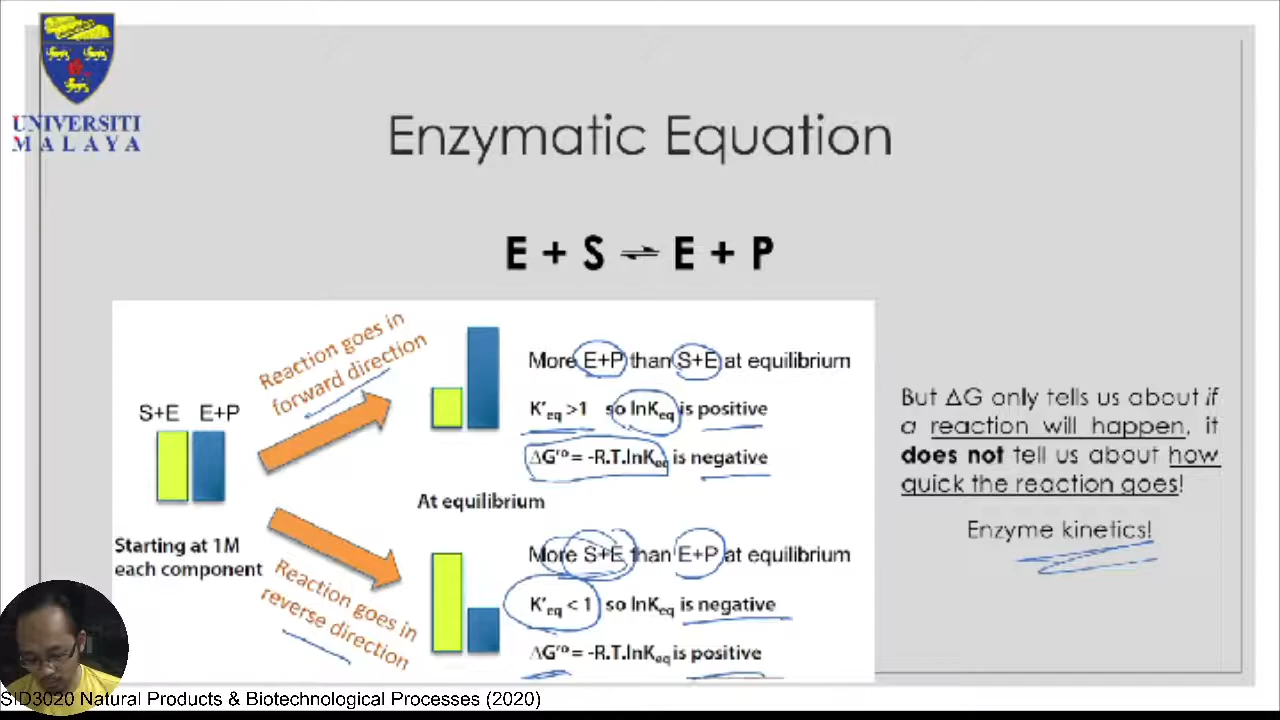 UNIVERSITI
MALAYA
Enzymatic Equation
E + S ⇌ E + P
S+E E+P
Starting at 1M
each component
Reaction goes in
forward direction
More E+P than S+E at equilibrium
K'eq >1 so lnKeq is positive
ΔG'º = -R.T.lnKeq is negative
At equilibrium
Reaction goes in
reverse direction
More S+E than E+P at equilibrium
K'eq < 1 so lnKeq is negative
ΔG'º = -R.T.lnKeq is positive
But ΔG only tells us about if
a reaction will happen, it
does not tell us about how
quick the reaction goes!
Enzyme kinetics!
SID3020 Natural Products & Biotechnological Processes (2020)